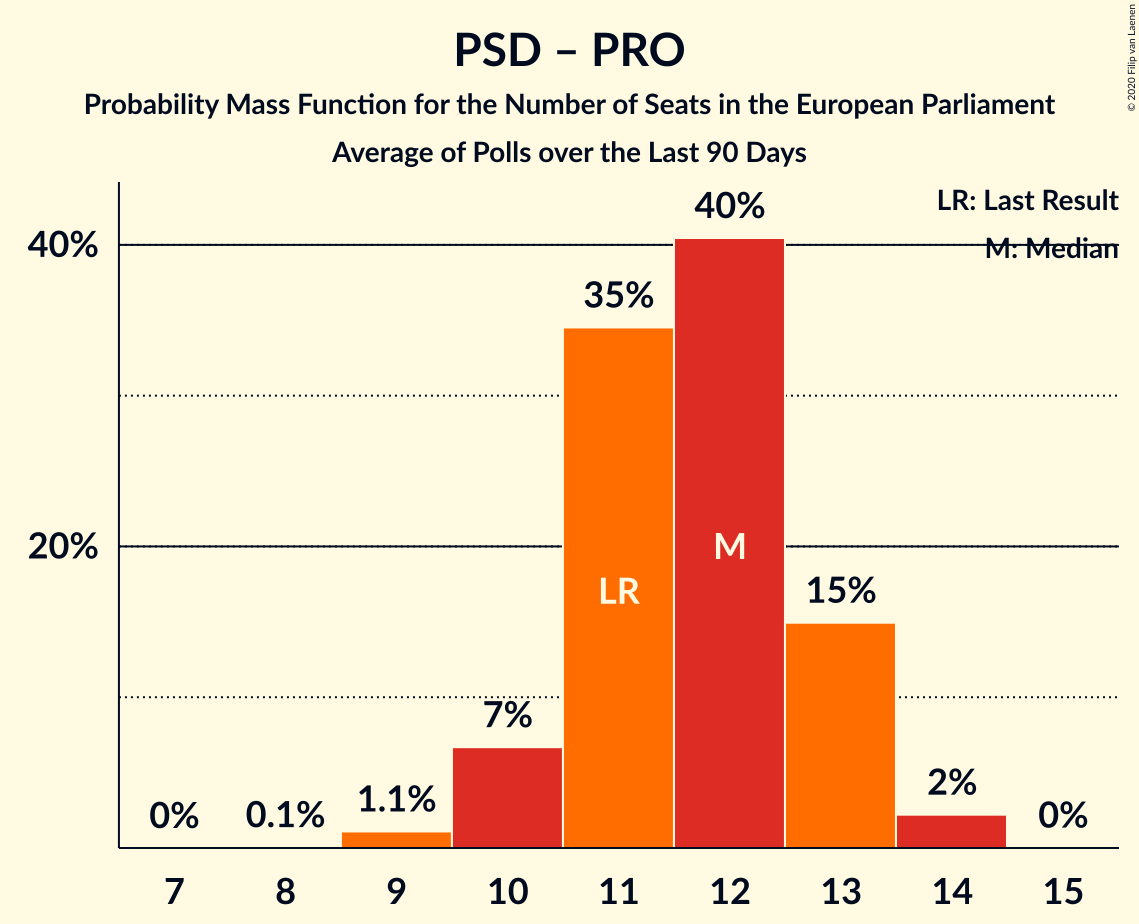 PSD – PRO
Probability Mass Function for the Number of Seats in the European Parliament
Average of Polls over the Last 90 Days
© 2020 Filip van Laenen
LR: Last Result
M: Median
40%
20%
0%
0.1%
1.1%
7%
35%
40%
15%
2%
0%
LR
M
7 8 9 10 11 12 13 14 15